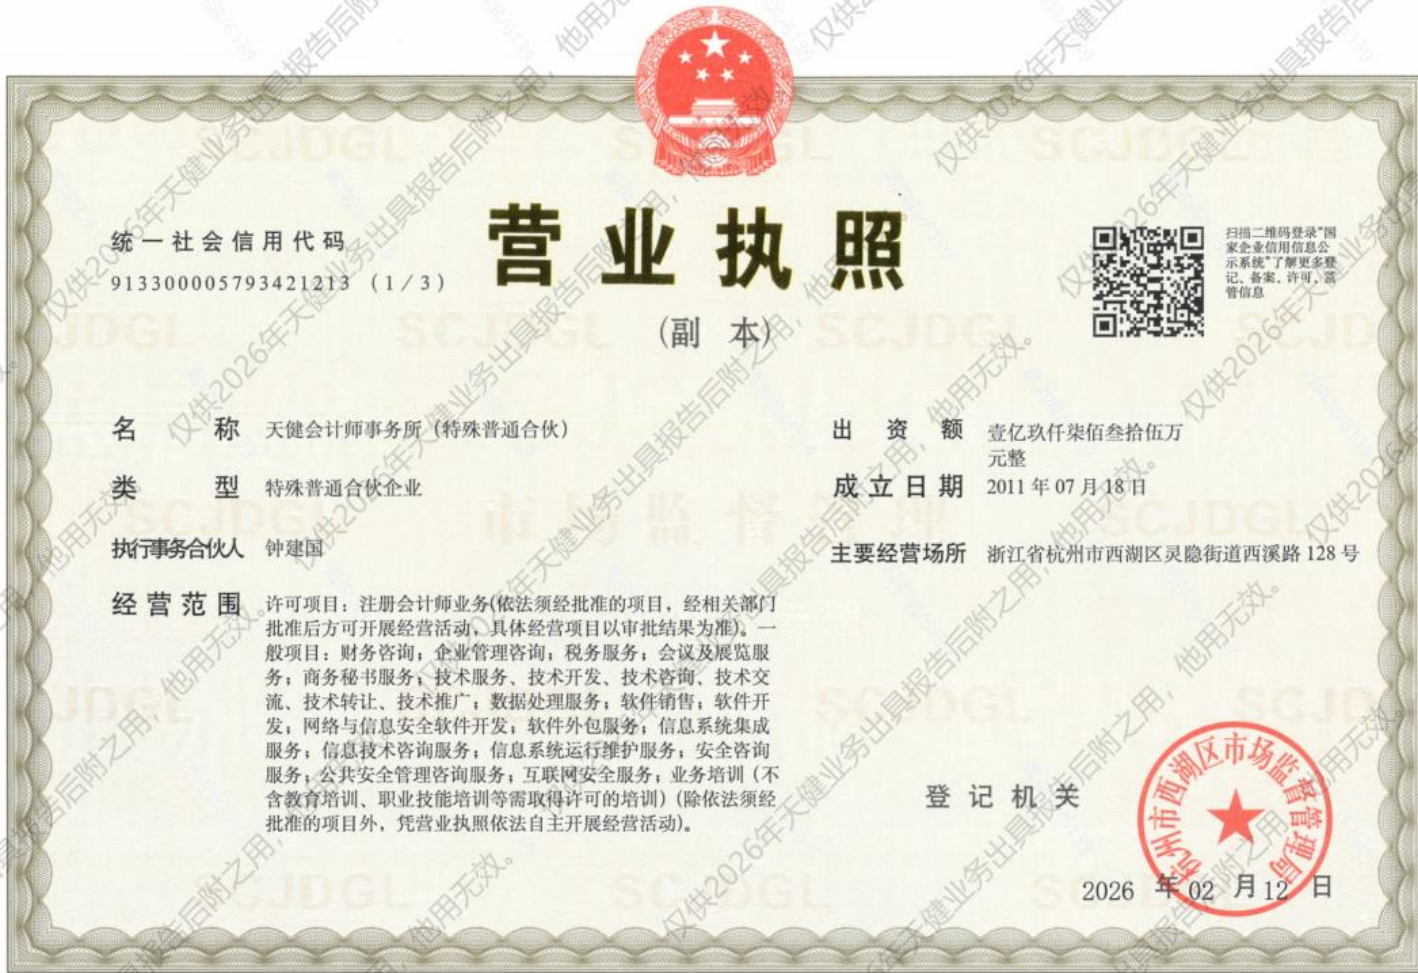 营业执照
(副 本)
统一社会信用代码
913300005793421213 (1/3)
扫描二维码登录“国
家企业信用信息公
示系统”了解更多登
记、备案、许可、监
管信息
名 称 天健会计师事务所（特殊普通合伙）
类 型 特殊普通合伙企业
执行事务合伙人 钟建国
经营范围 许可项目：注册会计师业务(依法须经批准的项目，经相关部门
批准后方可开展经营活动，具体经营项目以审批结果为准)。一
般项目：财务咨询；企业管理咨询；税务服务；会议及展览服
务；商务秘书服务；技术服务、技术开发、技术咨询、技术交
流、技术转让、技术推广；数据处理服务；软件销售；软件开
发；网络与信息安全软件开发；软件外包服务；信息系统集成
服务；信息技术咨询服务；信息系统运行维护服务；安全咨询
服务；公共安全管理咨询服务；互联网安全服务；业务培训（不
含教育培训、职业技能培训等需取得许可的培训）(除依法须经
批准的项目外，凭营业执照依法自主开展经营活动)。
出资额 壹亿玖仟柒佰叁拾伍万
元整
成立日期 2011 年 07 月 18 日
主要经营场所 浙江省杭州市西湖区灵隐街道西溪路 128 号
登记机关
杭州市西湖区市场监督管理局
2026 年 02 月 12 日
仅供2026年天健业务出具报告后附之用，他用无效。
SCJDGL
市场监督管理